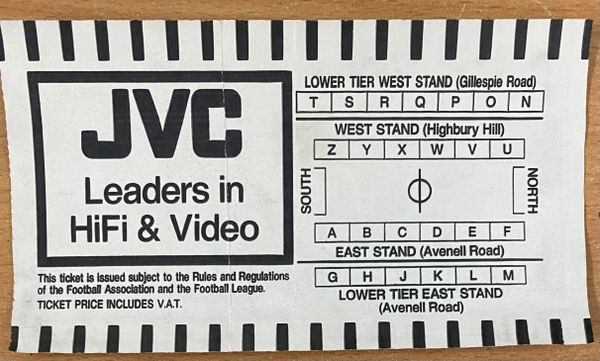 JVC
Leaders in
HiFi & Video
This ticket is issued subject to the Rules and Regulations
of the Football Association and the Football League.
TICKET PRICE INCLUDES V.A.T.
LOWER TIER WEST STAND (Gillespie Road)
T S R Q P O N
WEST STAND (Highbury Hill)
Z Y X W V U
SOUTH
NORTH
A B C D E F
EAST STAND (Avenell Road)
G H J K L M
LOWER TIER EAST STAND
(Avenell Road)